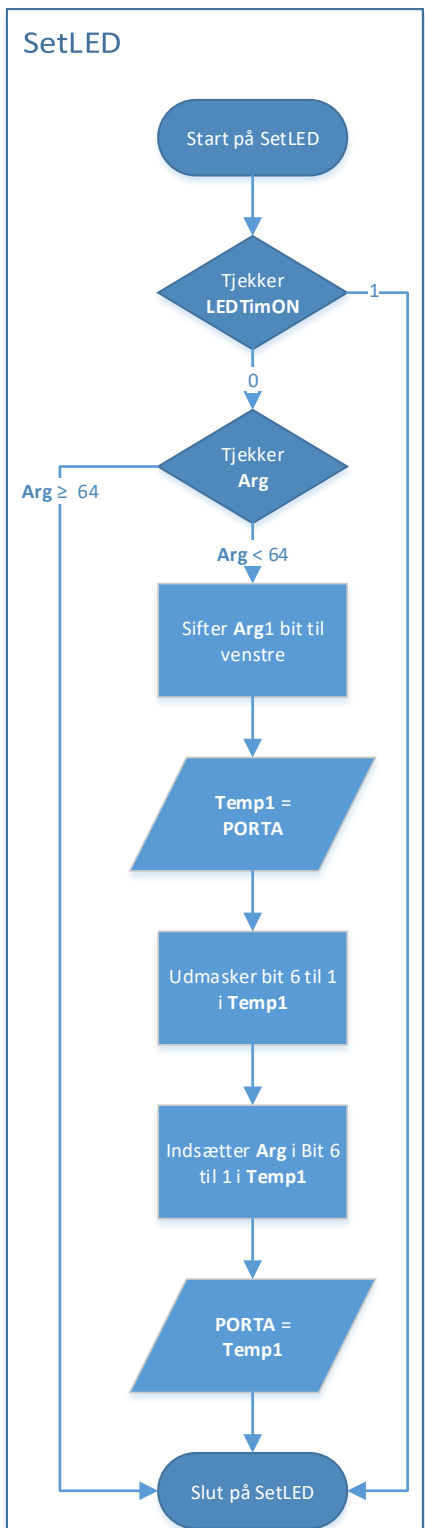 SetLED
Start på SetLED
Tjekker
LEDTimON
1
0
Tjekker
Arg
Arg ≥ 64
Arg < 64
Sifter Arg1 bit til
venstre
Temp1 =
PORTA
Udmasker bit 6 til 1
i Temp1
Indsætter Arg i Bit 6
til 1 i Temp1
PORTA =
Temp1
Slut på SetLED